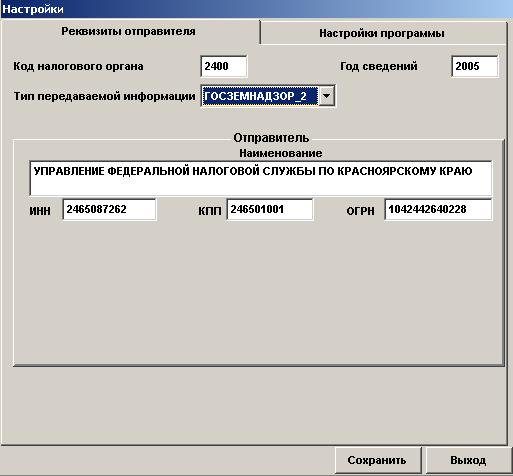 Настройки
Реквизиты отправителя Настройки программы
Код налогового органа 2400 Год сведений 2005
Тип передаваемой информации ГОСЗЕМНАДЗОР_2
Отправитель
Наименование
УПРАВЛЕНИЕ ФЕДЕРАЛЬНОЙ НАЛОГОВОЙ СЛУЖБЫ ПО КРАСНОЯРСКОМУ КРАЮ
ИНН 2465087262 КПП 246501001 ОГРН 1042442640228
Сохранить Выход